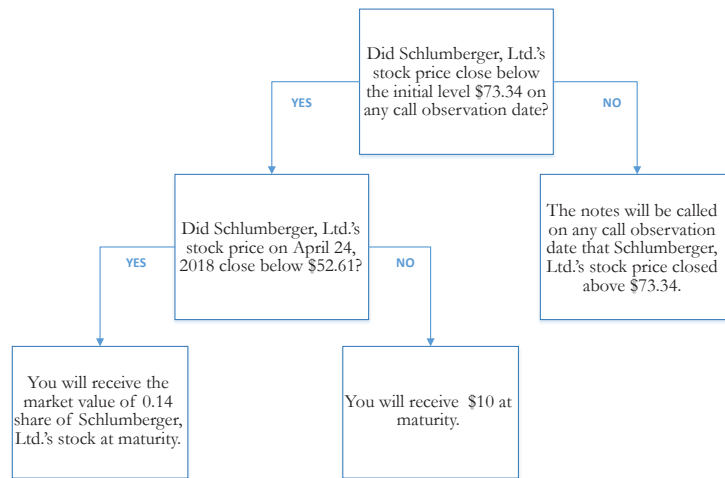 Did Schlumberger, Ltd.'s
stock price close below
the initial level $73.34 on
any call observation date?
YES
NO
Did Schlumberger, Ltd.'s
stock price on April 24,
2018 close below $52.61?
The notes will be called
on any call observation
date that Schlumberger,
Ltd.'s stock price closed
above $73.34.
YES
NO
You will receive the
market value of 0.14
share of Schlumberger,
Ltd.'s stock at maturity.
You will receive $10 at
maturity.